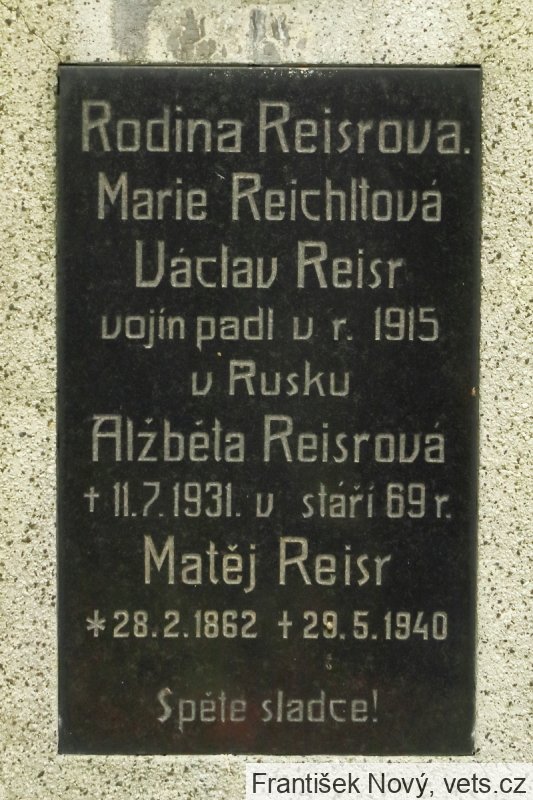 Rodina Reisrova.
Marie Reichltová
Václav Reisr
vojín padl v r. 1915
v Rusku
Alžběta Reisrová
† 11.7.1931. v stáří 69 r.
Matěj Reisr
*28.2.1862 †29.5.1940
Spěte sladce!
František Nový, vets.cz